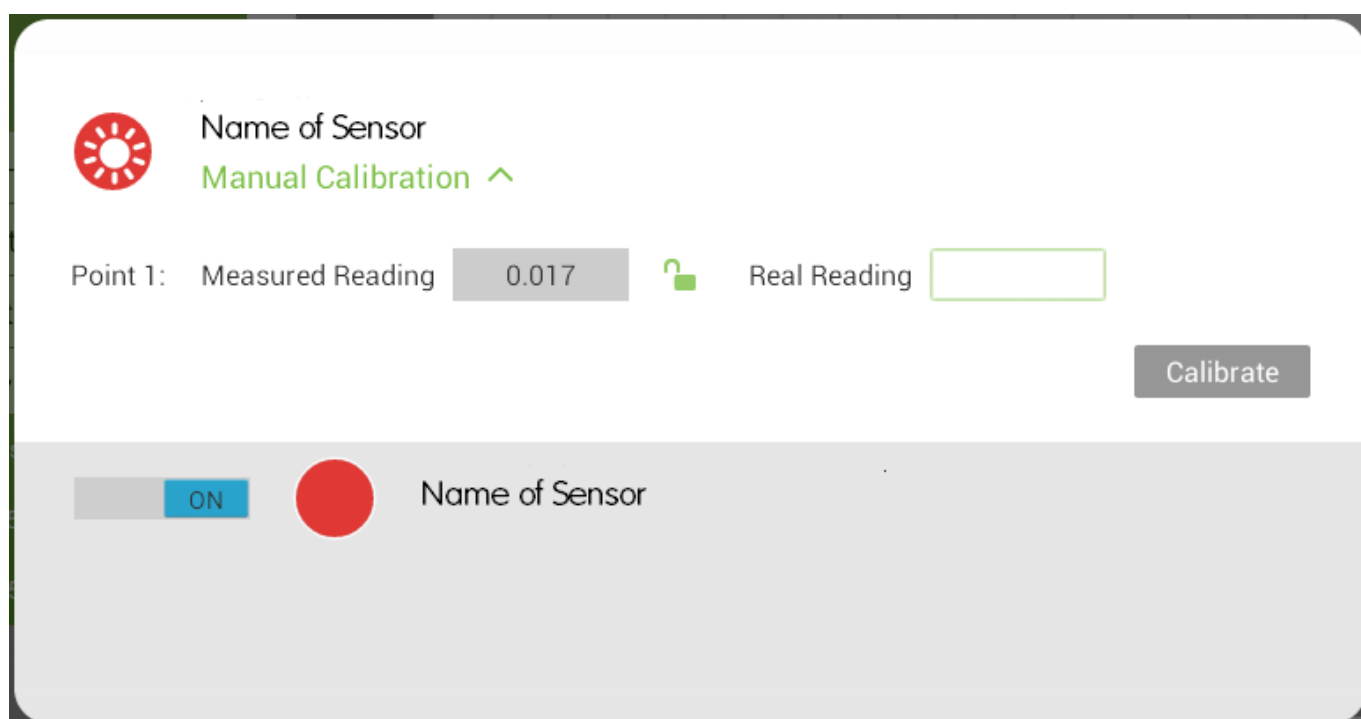 Name of Sensor
Manual Calibration
Point 1: Measured Reading 0.017 Real Reading
Calibrate
ON Name of Sensor